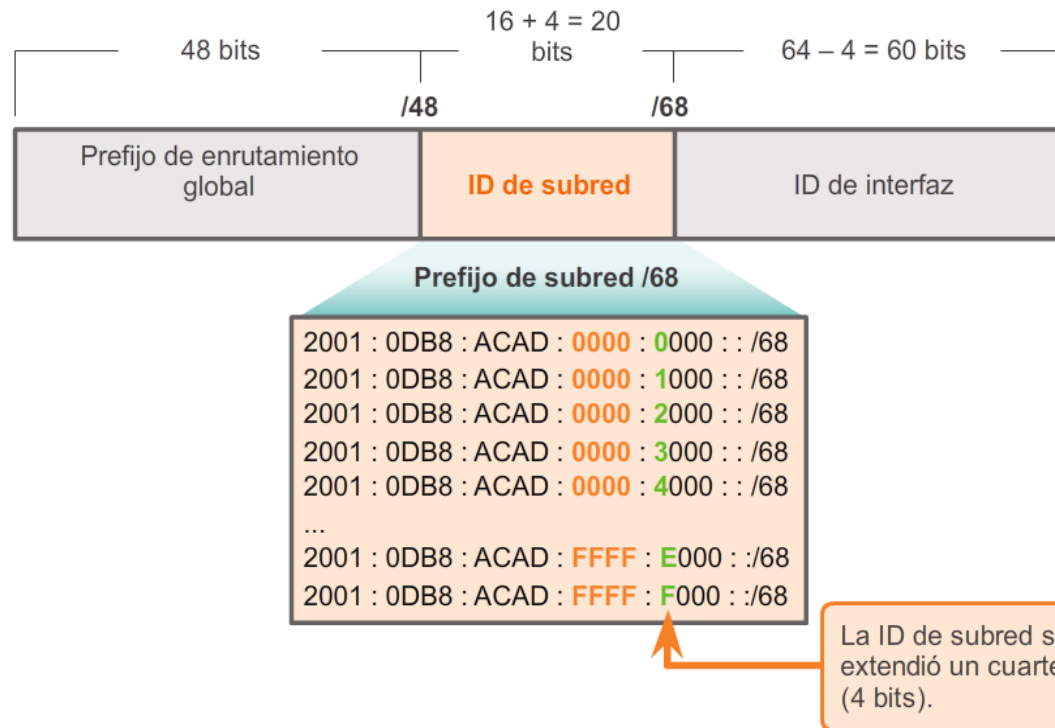 16 + 4 = 20
48 bits
bits
64 – 4 = 60 bits
/48
/68
Prefijo de enrutamiento
global
ID de subred
ID de interfaz
Prefijo de subred /68
2001 : 0DB8 : ACAD : 0000 : 0000 : : /68
2001 : 0DB8 : ACAD : 0000 : 1000 : : /68
2001 : 0DB8 : ACAD : 0000 : 2000 : : /68
2001 : 0DB8 : ACAD : 0000 : 3000 : : /68
2001 : 0DB8 : ACAD : 0000 : 4000 : : /68
...
2001 : 0DB8 : ACAD : FFFF : E000 : :/68
2001 : 0DB8 : ACAD : FFFF : F000 : :/68
La ID de subred s
extendió un cuarte
(4 bits).